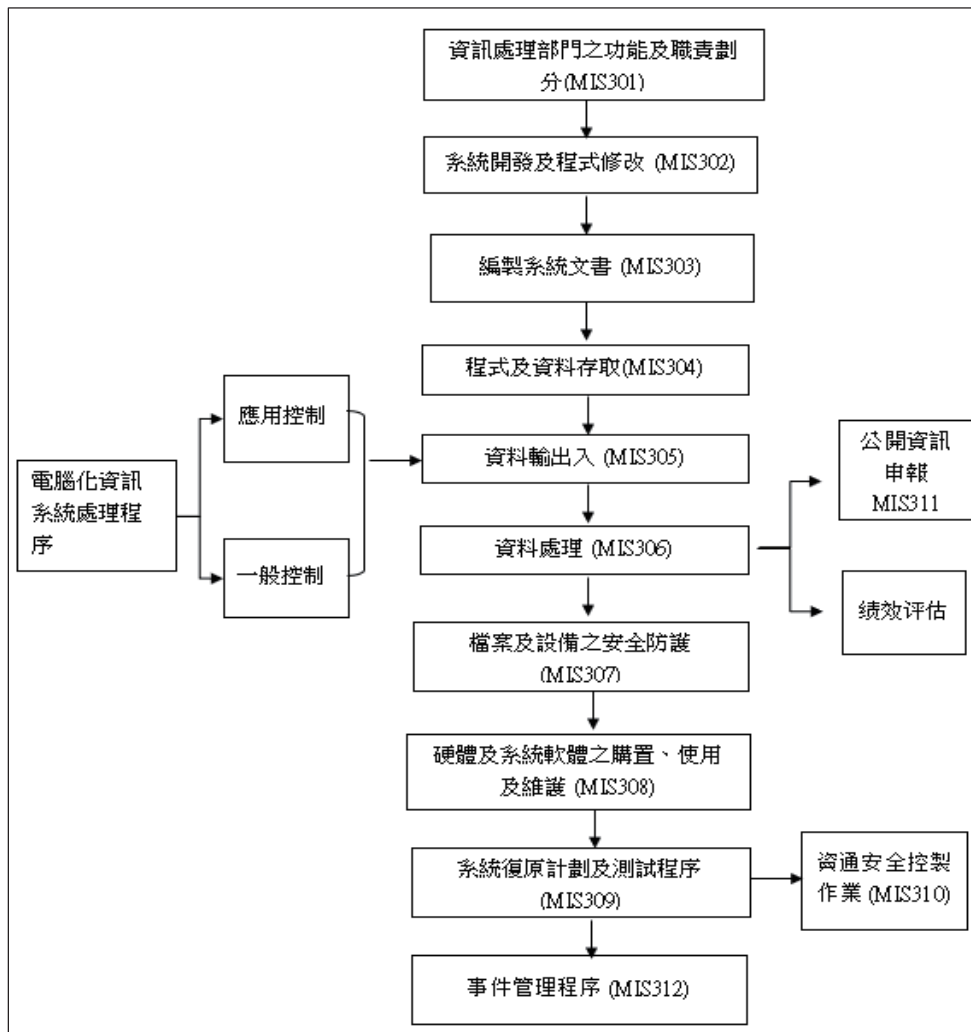 資訊處理部門之功能及職責劃
分(MIS301)
系統開發及程式修改 (MIS302)
編製系統文書 (MIS303)
程式及資料存取(MIS304)
應用控制
資料輸出入 (MIS305)
公開資訊
申報
MIS311
電腦化資訊
系統處理程
序
資料處理 (MIS306)
一般控制
绩效评估
檔案及設備之安全防護
(MIS307)
硬體及系統軟體之購置、使用
及維護 (MIS308)
系統復原計劃及測試程序
(MIS309)
資通安全控製
作業 (MIS310)
事件管理程序 (MIS312)